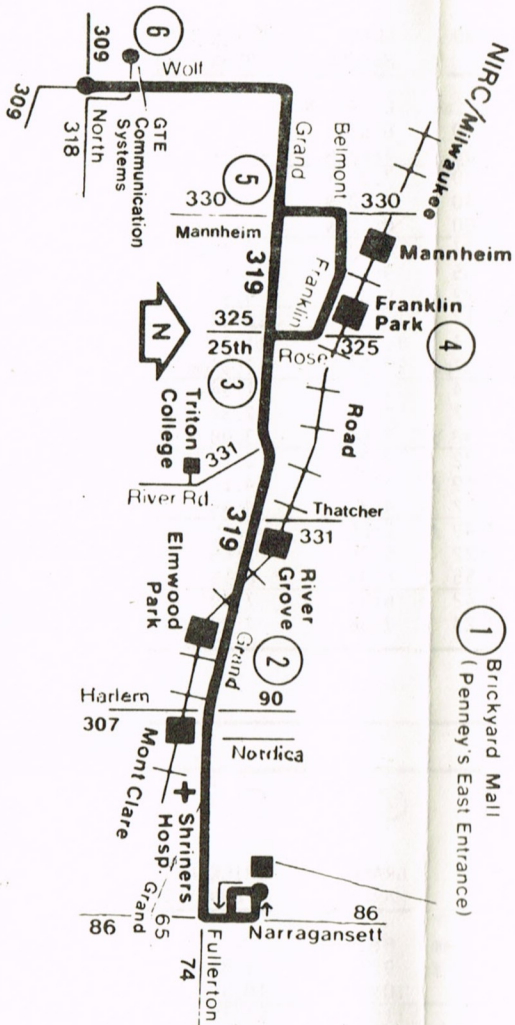 NIRC/Milwaukee
Road
6
309
Wolf
309
North
318
GTE
Communication
Systems
Grand
Belmont
5
330
330
Mannheim
319
Mannheim
Franklin
Franklin
Park
4
325
25th
Rose
325
N
3
Triton
College
331
River Rd.
319
Thatcher
331
River
Grove
Elmwood
Park
2
Grand
Harlem
307
90
Nordica
Mont Clare
Shriners
Hosp.
1
Brickyard Mall
(Penney's East Entrance)
86
Narragansett
86
Grand
65
74
Fullerton